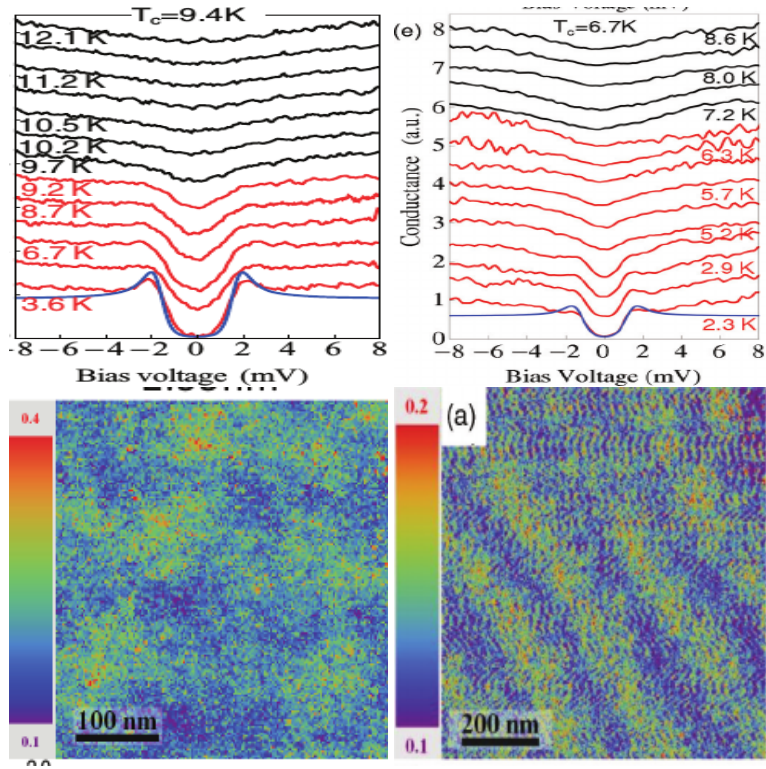 T_c=9.4K
12.1 K
11.2 K
10.5 K
10.2 K
9.7 K
9.2 K
8.7 K
6.7 K
3.6 K
−8 −6 −4 −2 0 2 4 6 8
Bias voltage (mV)
(e)
T_c=6.7K
8
7
6
5
4
3
2
1
0
Conductance (a.u.)
8.6 K
8.0 K
7.2 K
6.3 K
5.7 K
5.2 K
2.9 K
2.3 K
−8 −6 −4 −2 0 2 4 6 8
Bias Voltage (mV)
0.4
0.1
100 nm
(a)
0.2
0.1
200 nm